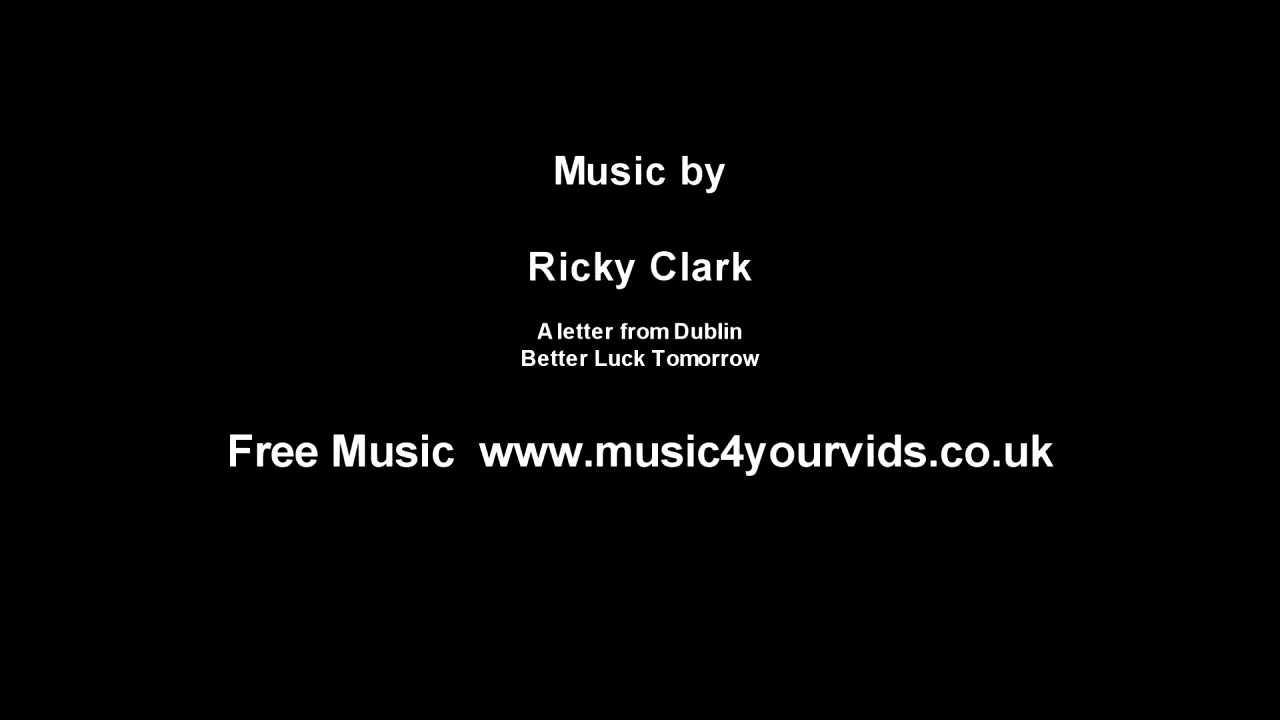 Music by
Ricky Clark
A letter from Dublin
Better Luck Tomorrow
Free Music  www.music4yourvids.co.uk